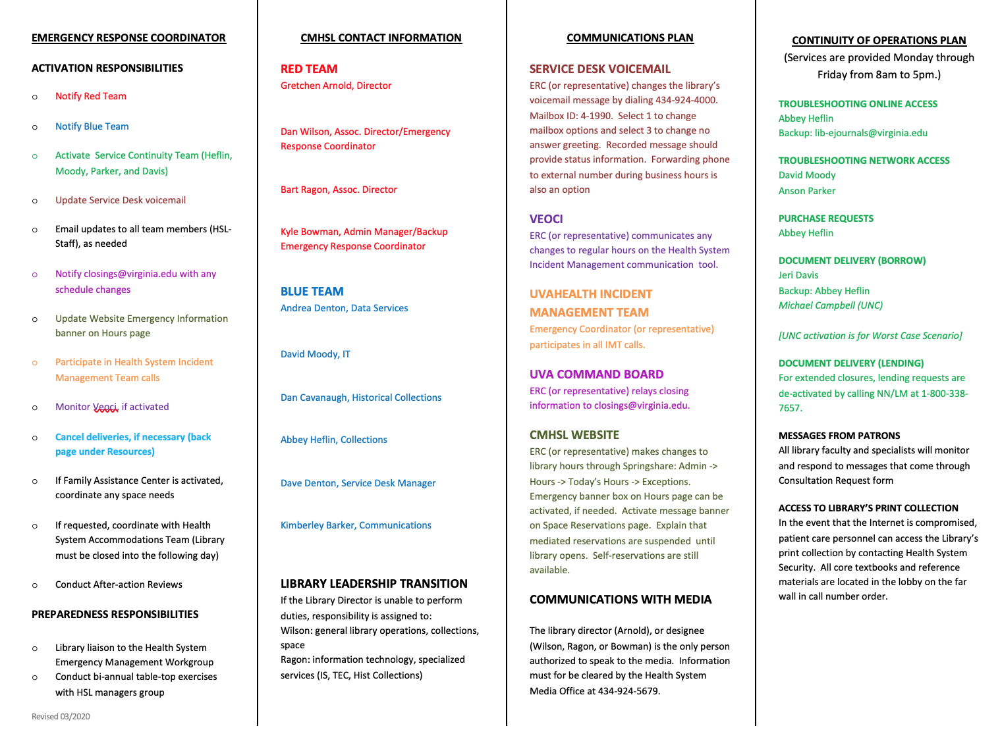 EMERGENCY RESPONSE COORDINATOR
ACTIVATION RESPONSIBILITIES
o Notify Red Team
o Notify Blue Team
o Activate  Service Continuity Team (Heflin,
Moody, Parker, and Davis)
o Update Service Desk voicemail
o Email updates to all team members (HSL-
Staff), as needed
o Notify closings@virginia.edu with any
schedule changes
o Update Website Emergency Information
banner on Hours page
o Participate in Health System Incident
Management Team calls
o Monitor Veoci, if activated
o Cancel deliveries, if necessary (back
page under Resources)
o If Family Assistance Center is activated,
coordinate any space needs
o If requested, coordinate with Health
System Accommodations Team (Library
must be closed into the following day)
o Conduct After-action Reviews
PREPAREDNESS RESPONSIBILITIES
o Library liaison to the Health System
Emergency Management Workgroup
o Conduct bi-annual table-top exercises
with HSL managers group
Revised 03/2020
CMHSL CONTACT INFORMATION
RED TEAM
Gretchen Arnold, Director
Dan Wilson, Assoc. Director/Emergency
Response Coordinator
Bart Ragon, Assoc. Director
Kyle Bowman, Admin Manager/Backup
Emergency Response Coordinator
BLUE TEAM
Andrea Denton, Data Services
David Moody, IT
Dan Cavanaugh, Historical Collections
Abbey Heflin, Collections
Dave Denton, Service Desk Manager
Kimberley Barker, Communications
LIBRARY LEADERSHIP TRANSITION
If the Library Director is unable to perform
duties, responsibility is assigned to:
Wilson: general library operations, collections,
space
Ragon: information technology, specialized
services (IS, TEC, Hist Collections)
COMMUNICATIONS PLAN
SERVICE DESK VOICEMAIL
ERC (or representative) changes the library’s
voicemail message by dialing 434-924-4000.
Mailbox ID: 4-1990.  Select 1 to change
mailbox options and select 3 to change no
answer greeting.  Recorded message should
provide status information.  Forwarding phone
to external number during business hours is
also an option
VEOCI
ERC (or representative) communicates any
changes to regular hours on the Health System
Incident Management communication  tool.
UVAHEALTH INCIDENT
MANAGEMENT TEAM
Emergency Coordinator (or representative)
participates in all IMT calls.
UVA COMMAND BOARD
ERC (or representative) relays closing
information to closings@virginia.edu.
CMHSL WEBSITE
ERC (or representative) makes changes to
library hours through Springshare: Admin ->
Hours -> Today’s Hours -> Exceptions.
Emergency banner box on Hours page can be
activated, if needed.  Activate message banner
on Space Reservations page.  Explain that
mediated reservations are suspended  until
library opens.  Self-reservations are still
available.
COMMUNICATIONS WITH MEDIA
The library director (Arnold), or designee
(Wilson, Ragon, or Bowman) is the only person
authorized to speak to the media.  Information
must for be cleared by the Health System
Media Office at 434-924-5679.
CONTINUITY OF OPERATIONS PLAN
(Services are provided Monday through
Friday from 8am to 5pm.)
TROUBLESHOOTING ONLINE ACCESS
Abbey Heflin
Backup: lib-ejournals@virginia.edu
TROUBLESHOOTING NETWORK ACCESS
David Moody
Anson Parker
PURCHASE REQUESTS
Abbey Heflin
DOCUMENT DELIVERY (BORROW)
Jeri Davis
Backup: Abbey Heflin
Michael Campbell (UNC)
[UNC activation is for Worst Case Scenario]
DOCUMENT DELIVERY (LENDING)
For extended closures, lending requests are
de-activated by calling NN/LM at 1-800-338-
7657.
MESSAGES FROM PATRONS
All library faculty and specialists will monitor
and respond to messages that come through
Consultation Request form
ACCESS TO LIBRARY’S PRINT COLLECTION
In the event that the Internet is compromised,
patient care personnel can access the Library’s
print collection by contacting Health System
Security.  All core textbooks and reference
materials are located in the lobby on the far
wall in call number order.